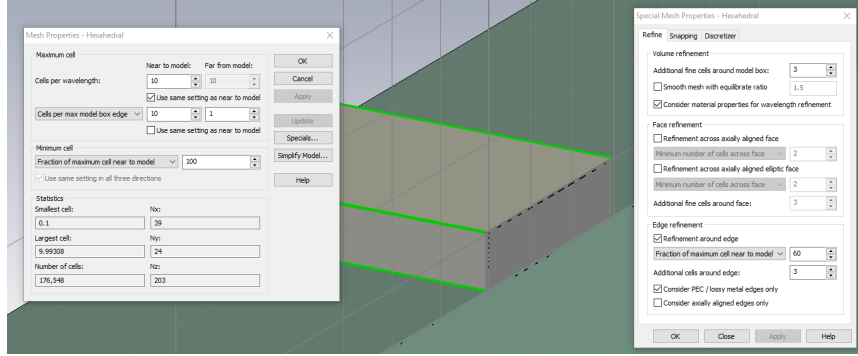 Mesh Properties - Hexahedral
Maximum cell
Near to model: Far from model:
Cells per wavelength: 10 10
Use same setting as near to model
Cells per max model box edge 10 1
Use same setting as near to model
Minimum cell
Fraction of maximum cell near to model 100
Use same setting in all three directions
Statistics
Smallest cell: Nx:
0.1 39
Largest cell: Ny:
9.99308 24
Number of cells: Nz:
176,548 203
OK
Cancel
Apply
Update
Specials...
Simplify Model...
Help
Special Mesh Properties - Hexahedral
Refine Snapping Discretizer
Volume refinement
Additional fine cells around model box: 3
Smooth mesh with equilibrate ratio 1.5
Consider material properties for wavelength refinement
Face refinement
Refinement across axially aligned face
Minimum number of cells across face 2
Refinement across axially aligned elliptic face
Minimum number of cells across face 2
Additional fine cells around face: 3
Edge refinement
Refinement around edge
Fraction of maximum cell near to model 60
Additional cells around edge: 3
Consider PEC / lossy metal edges only
Consider axially aligned edges only
OK Close Apply Help